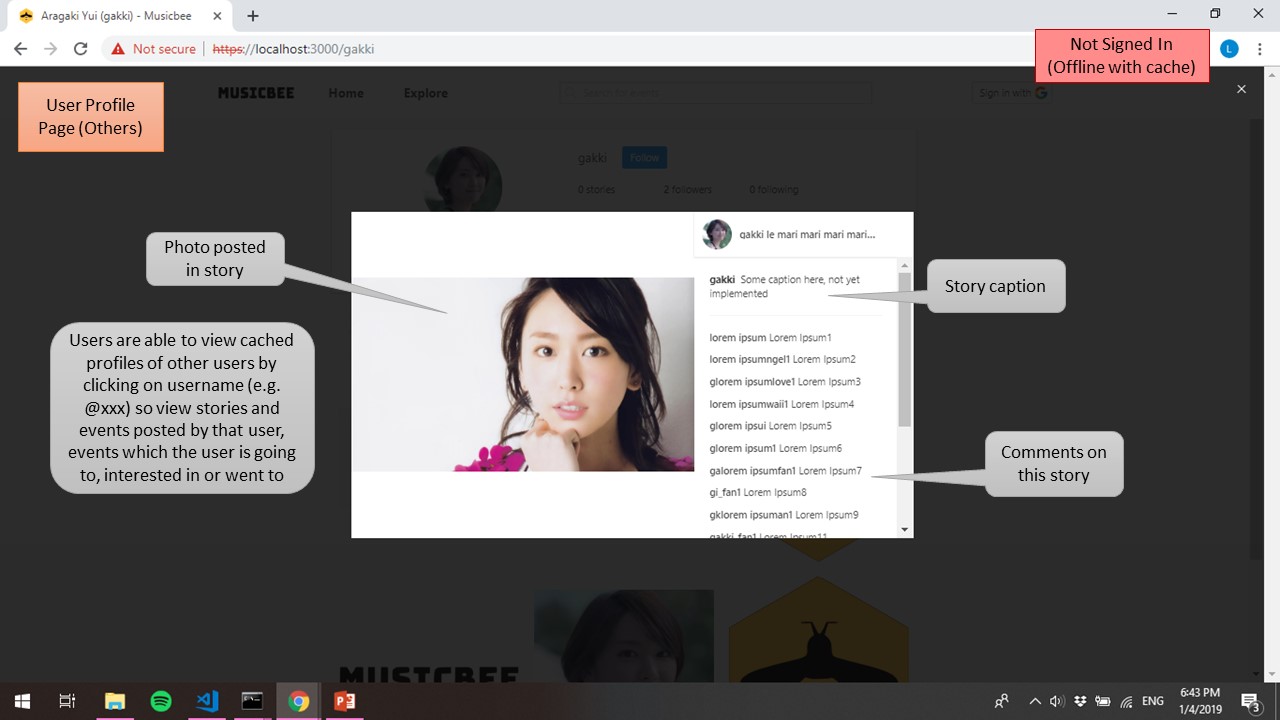 Aragaki Yui (gakki) - Musicbee
Not secure | https://localhost:3000/gakki
L
Not Signed In
(Offline with cache)
User Profile
Page (Others)
MUSICBEE Home Explore Search for Artistes Sign in with G
gakki Follow
0 stories 2 followers 0 following
gakki le mari mari mari mari...
Photo posted
in story
gakki Some caption here, not yet
implemented
Story caption
Users are able to view cached
profiles of other users by
clicking on username (e.g.
@xxx) so view stories and
events posted by that user,
events which the user is going
to, interested in or went to
lorem ipsum Lorem Ipsum1
lorem ipsumngel1 Lorem Ipsum2
glorem ipsumlove1 Lorem Ipsum3
lorem ipsumwaii1 Lorem Ipsum4
glorem ipsui Lorem Ipsum5
glorem ipsum1 Lorem Ipsum6
galorem ipsumfan1 Lorem Ipsum7
gi_fan1 Lorem Ipsum8
gklorem ipsuman1 Lorem Ipsum9
gakki_fan1 Lorem Ipsum11
Comments on
this story
MUSICBEE
ENG
6:43 PM
1/4/2019
3